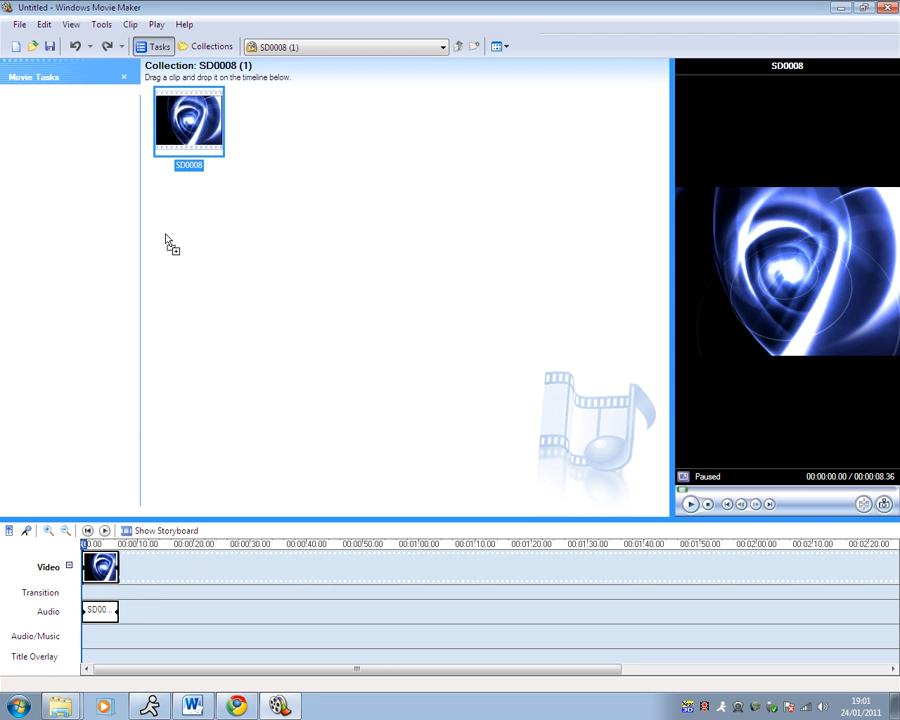 Untitled - Windows Movie Maker
File Edit View Tools Clip Play Help
Tasks Collections SD0008 (1)
Movie Tasks
Collection: SD0008 (1)
Drag a clip and drop it on the timeline below.
SD0008
SD0008
Paused 00:00:00.00 / 00:00:08.36
Show Storyboard
0.00 00:00:10.00 00:00:20.00 00:00:30.00 00:00:40.00 00:00:50.00 00:01:00.00 00:01:10.00 00:01:20.00 00:01:30.00 00:01:40.00 00:01:50.00 00:02:00.00 00:02:10.00 00:02:20.00
Video
Transition
Audio SD00...
Audio/Music
Title Overlay
19:01
24/01/2011